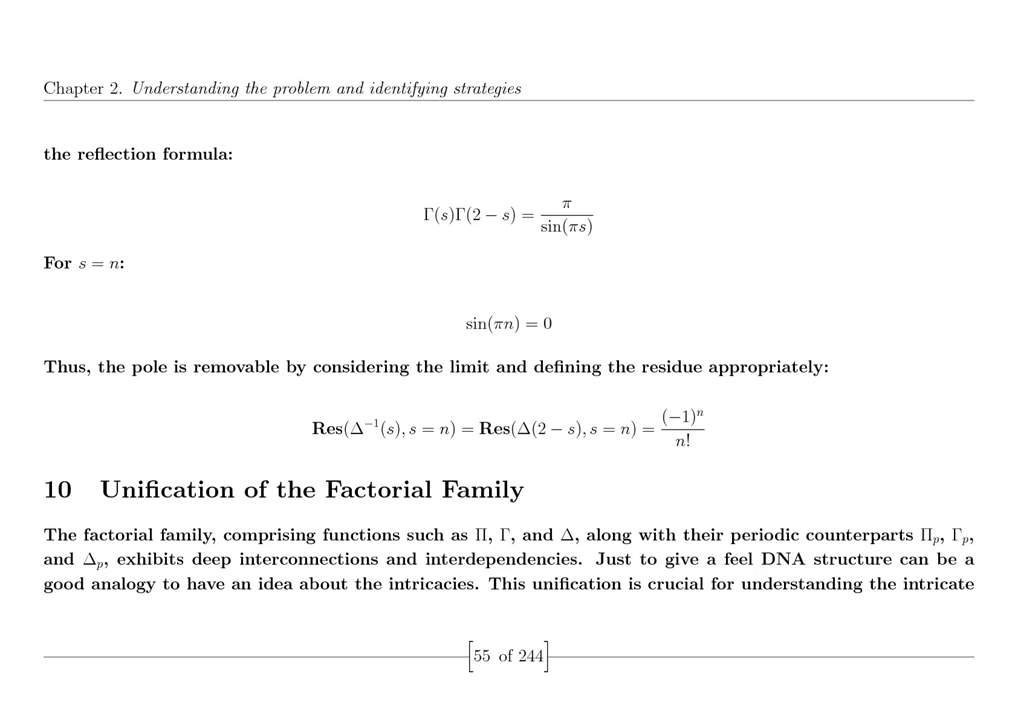 Chapter 2. Understanding the problem and identifying strategies
the reflection formula:
Γ(s)Γ(2 − s) = π / sin(πs)
For s = n:
sin(πn) = 0
Thus, the pole is removable by considering the limit and defining the residue appropriately:
Res(Δ⁻¹(s), s = n) = Res(Δ(2 − s), s = n) = (−1)ⁿ / n!
10 Unification of the Factorial Family
The factorial family, comprising functions such as Π, Γ, and Δ, along with their periodic counterparts Πₚ, Γₚ,
and Δₚ, exhibits deep interconnections and interdependencies. Just to give a feel DNA structure can be a
good analogy to have an idea about the intricacies. This unification is crucial for understanding the intricate
55 of 244